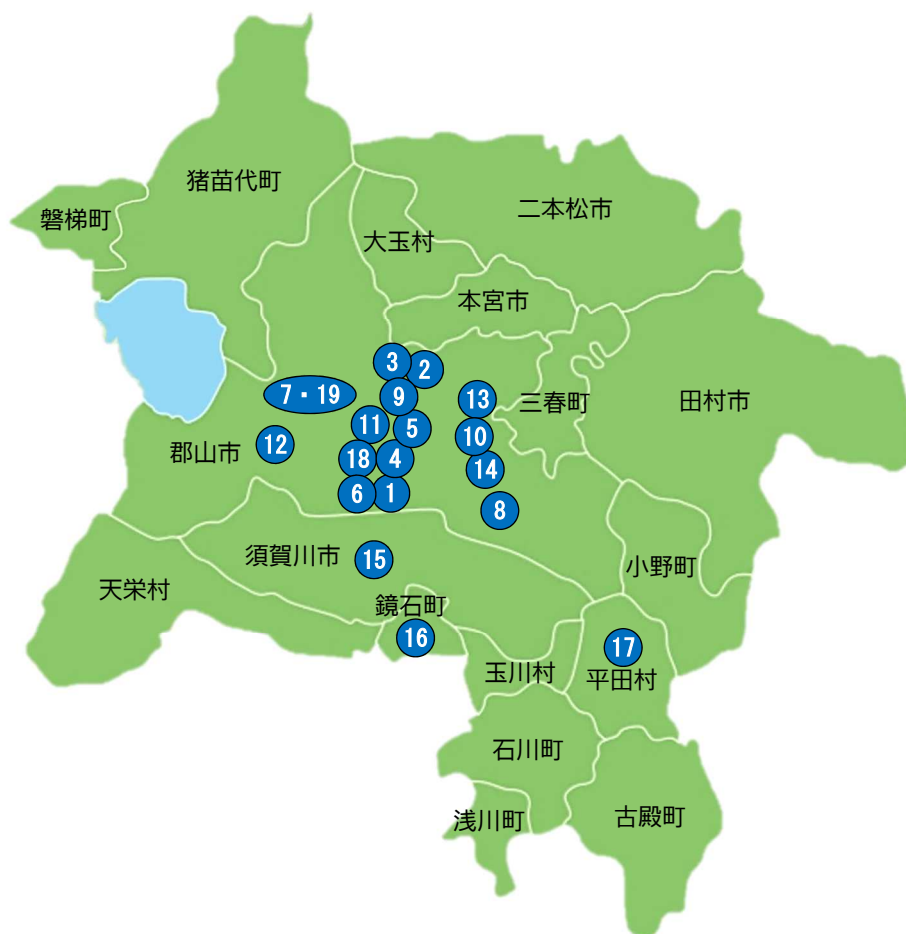 猪苗代町
磐梯町
二本松市
大玉村
本宮市
3
2
7・19
9
13
三春町
田村市
11
5
10
郡山市
12
18
4
14
6
1
8
須賀川市
15
小野町
天栄村
鏡石町
16
17
玉川村
平田村
石川町
浅川町
古殿町